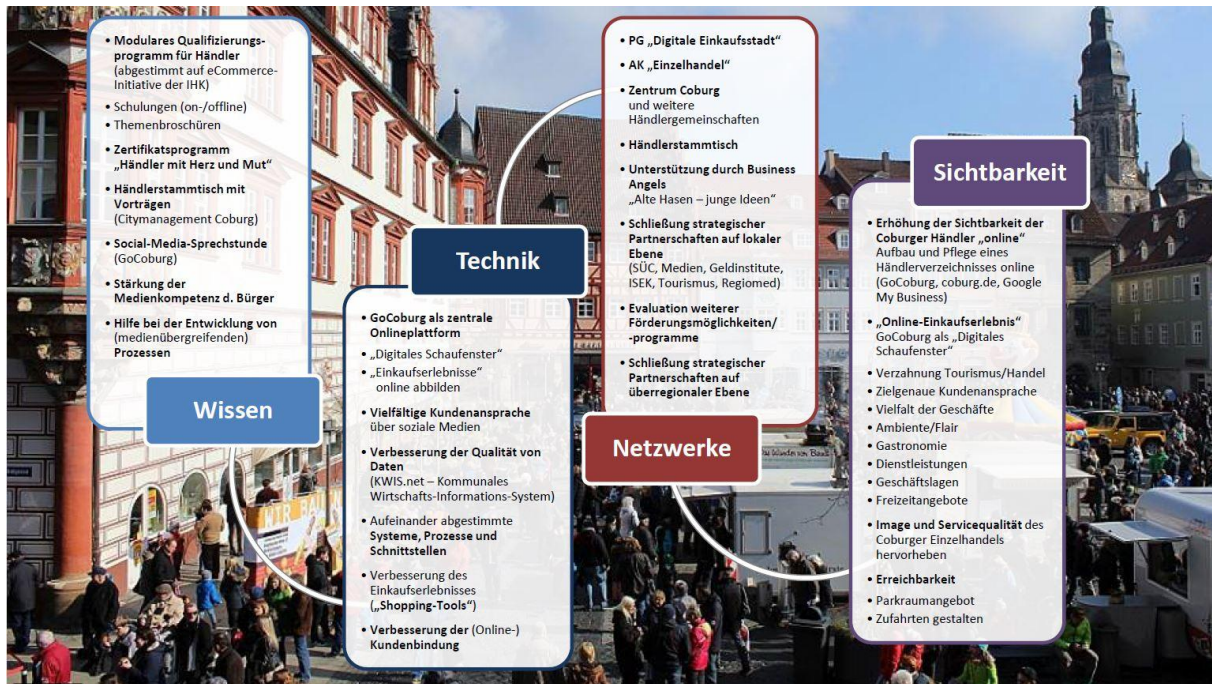 • Modulares Qualifizierungs-
programm für Händler
(abgestimmt auf eCommerce-
Initiative der IHK)
• Schulungen (on-/offline)
• Themenbroschüren
• Zertifikatsprogramm
„Händler mit Herz und Mut“
• Händlerstammtisch mit
Vorträgen
(Citymanagement Coburg)
• Social-Media-Sprechstunde
(GoCoburg)
• Stärkung der
Medienkompetenz d. Bürger
• Hilfe bei der Entwicklung von
(medienübergreifenden)
Prozessen
Wissen
Technik
• GoCoburg als zentrale
Onlineplattform
• „Digitales Schaufenster“
• „Einkaufserlebnisse“
online abbilden
• Vielfältige Kundenansprache
über soziale Medien
• Verbesserung der Qualität von
Daten
(KWIS.net – Kommunales
Wirtschafts-Informations-System)
• Aufeinander abgestimmte
Systeme, Prozesse und
Schnittstellen
• Verbesserung des
Einkaufserlebnisses
(„Shopping-Tools“)
• Verbesserung der (Online-)
Kundenbindung
• PG „Digitale Einkaufsstadt“
• AK „Einzelhandel“
• Zentrum Coburg
und weitere
Händlergemeinschaften
• Händlerstammtisch
• Unterstützung durch Business
Angels
„Alte Hasen – junge Ideen“
• Schließung strategischer
Partnerschaften auf lokaler
Ebene
(SÜC, Medien, Geldinstitute,
ISEK, Tourismus, Regiomed)
• Evaluation weiterer
Förderungsmöglichkeiten/
-programme
• Schließung strategischer
Partnerschaften auf
überregionaler Ebene
Netzwerke
Sichtbarkeit
• Erhöhung der Sichtbarkeit der
Coburger Händler „online“
Aufbau und Pflege eines
Händlerverzeichnisses online
(GoCoburg, coburg.de, Google
My Business)
• „Online-Einkaufserlebnis“
GoCoburg als „Digitales
Schaufenster“
• Verzahnung Tourismus/Handel
• Zielgenaue Kundenansprache
• Vielfalt der Geschäfte
• Ambiente/Flair
• Gastronomie
• Dienstleistungen
• Geschäftslagen
• Freizeitangebote
• Image und Servicequalität des
Coburger Einzelhandels
hervorheben
• Erreichbarkeit
• Parkraumangebot
• Zufahrten gestalten
WIR